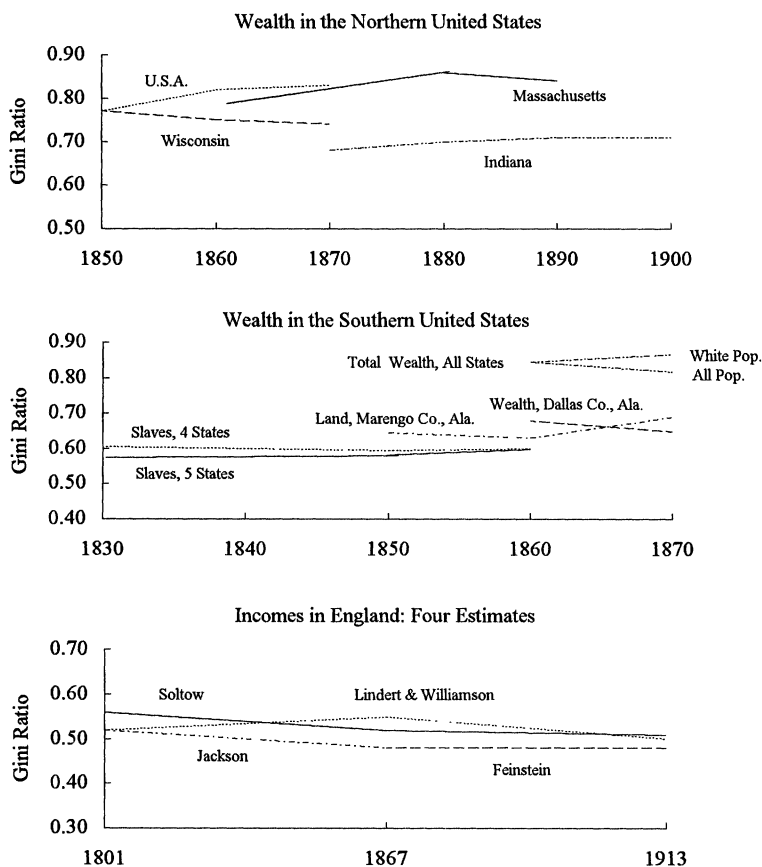 Wealth in the Northern United States
0.90
U.S.A.
0.80
Massachusetts
Gini Ratio
0.70
Wisconsin
Indiana
0.60
0.50
1850 1860 1870 1880 1890 1900
Wealth in the Southern United States
0.90
White Pop.
Total Wealth, All States
0.80
All Pop.
Wealth, Dallas Co., Ala.
0.70
Land, Marengo Co., Ala.
Slaves, 4 States
Gini Ratio
0.60
Slaves, 5 States
0.50
0.40
1830 1840 1850 1860 1870
Incomes in England: Four Estimates
0.70
Soltow Lindert & Williamson
0.60
Gini Ratio
0.50
Jackson Feinstein
0.40
0.30
1801 1867 1913